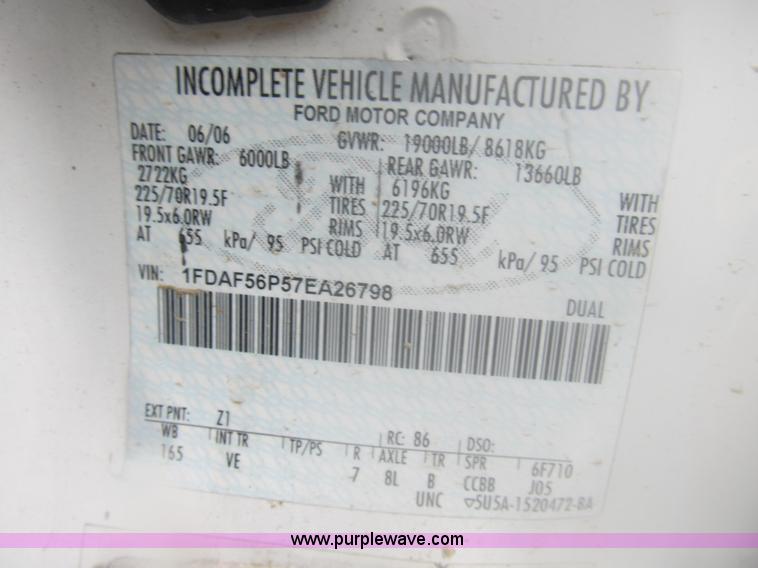 INCOMPLETE VEHICLE MANUFACTURED BY
FORD MOTOR COMPANY
DATE: 06/06 GVWR: 19000LB/ 8618KG
FRONT GAWR: 6000LB REAR GAWR: 13660LB
2722KG WITH 6196KG WITH
225/70R19.5F TIRES 225/70R19.5F TIRES
19.5x6.0RW RIMS 19.5x6.0RW RIMS
AT 655 kPa/ 95 PSI COLD AT 655 kPa/ 95 PSI COLD
VIN: 1FDAF56P57EA26798 DUAL
EXT PNT: Z1 RC: 86 DSO:
WB INT TR TP/PS R AXLE TR SPR 6F710
165 VE 7 8L B CCBB J05
UNC ▽5U5A-1520472-BA
www.purplewave.com